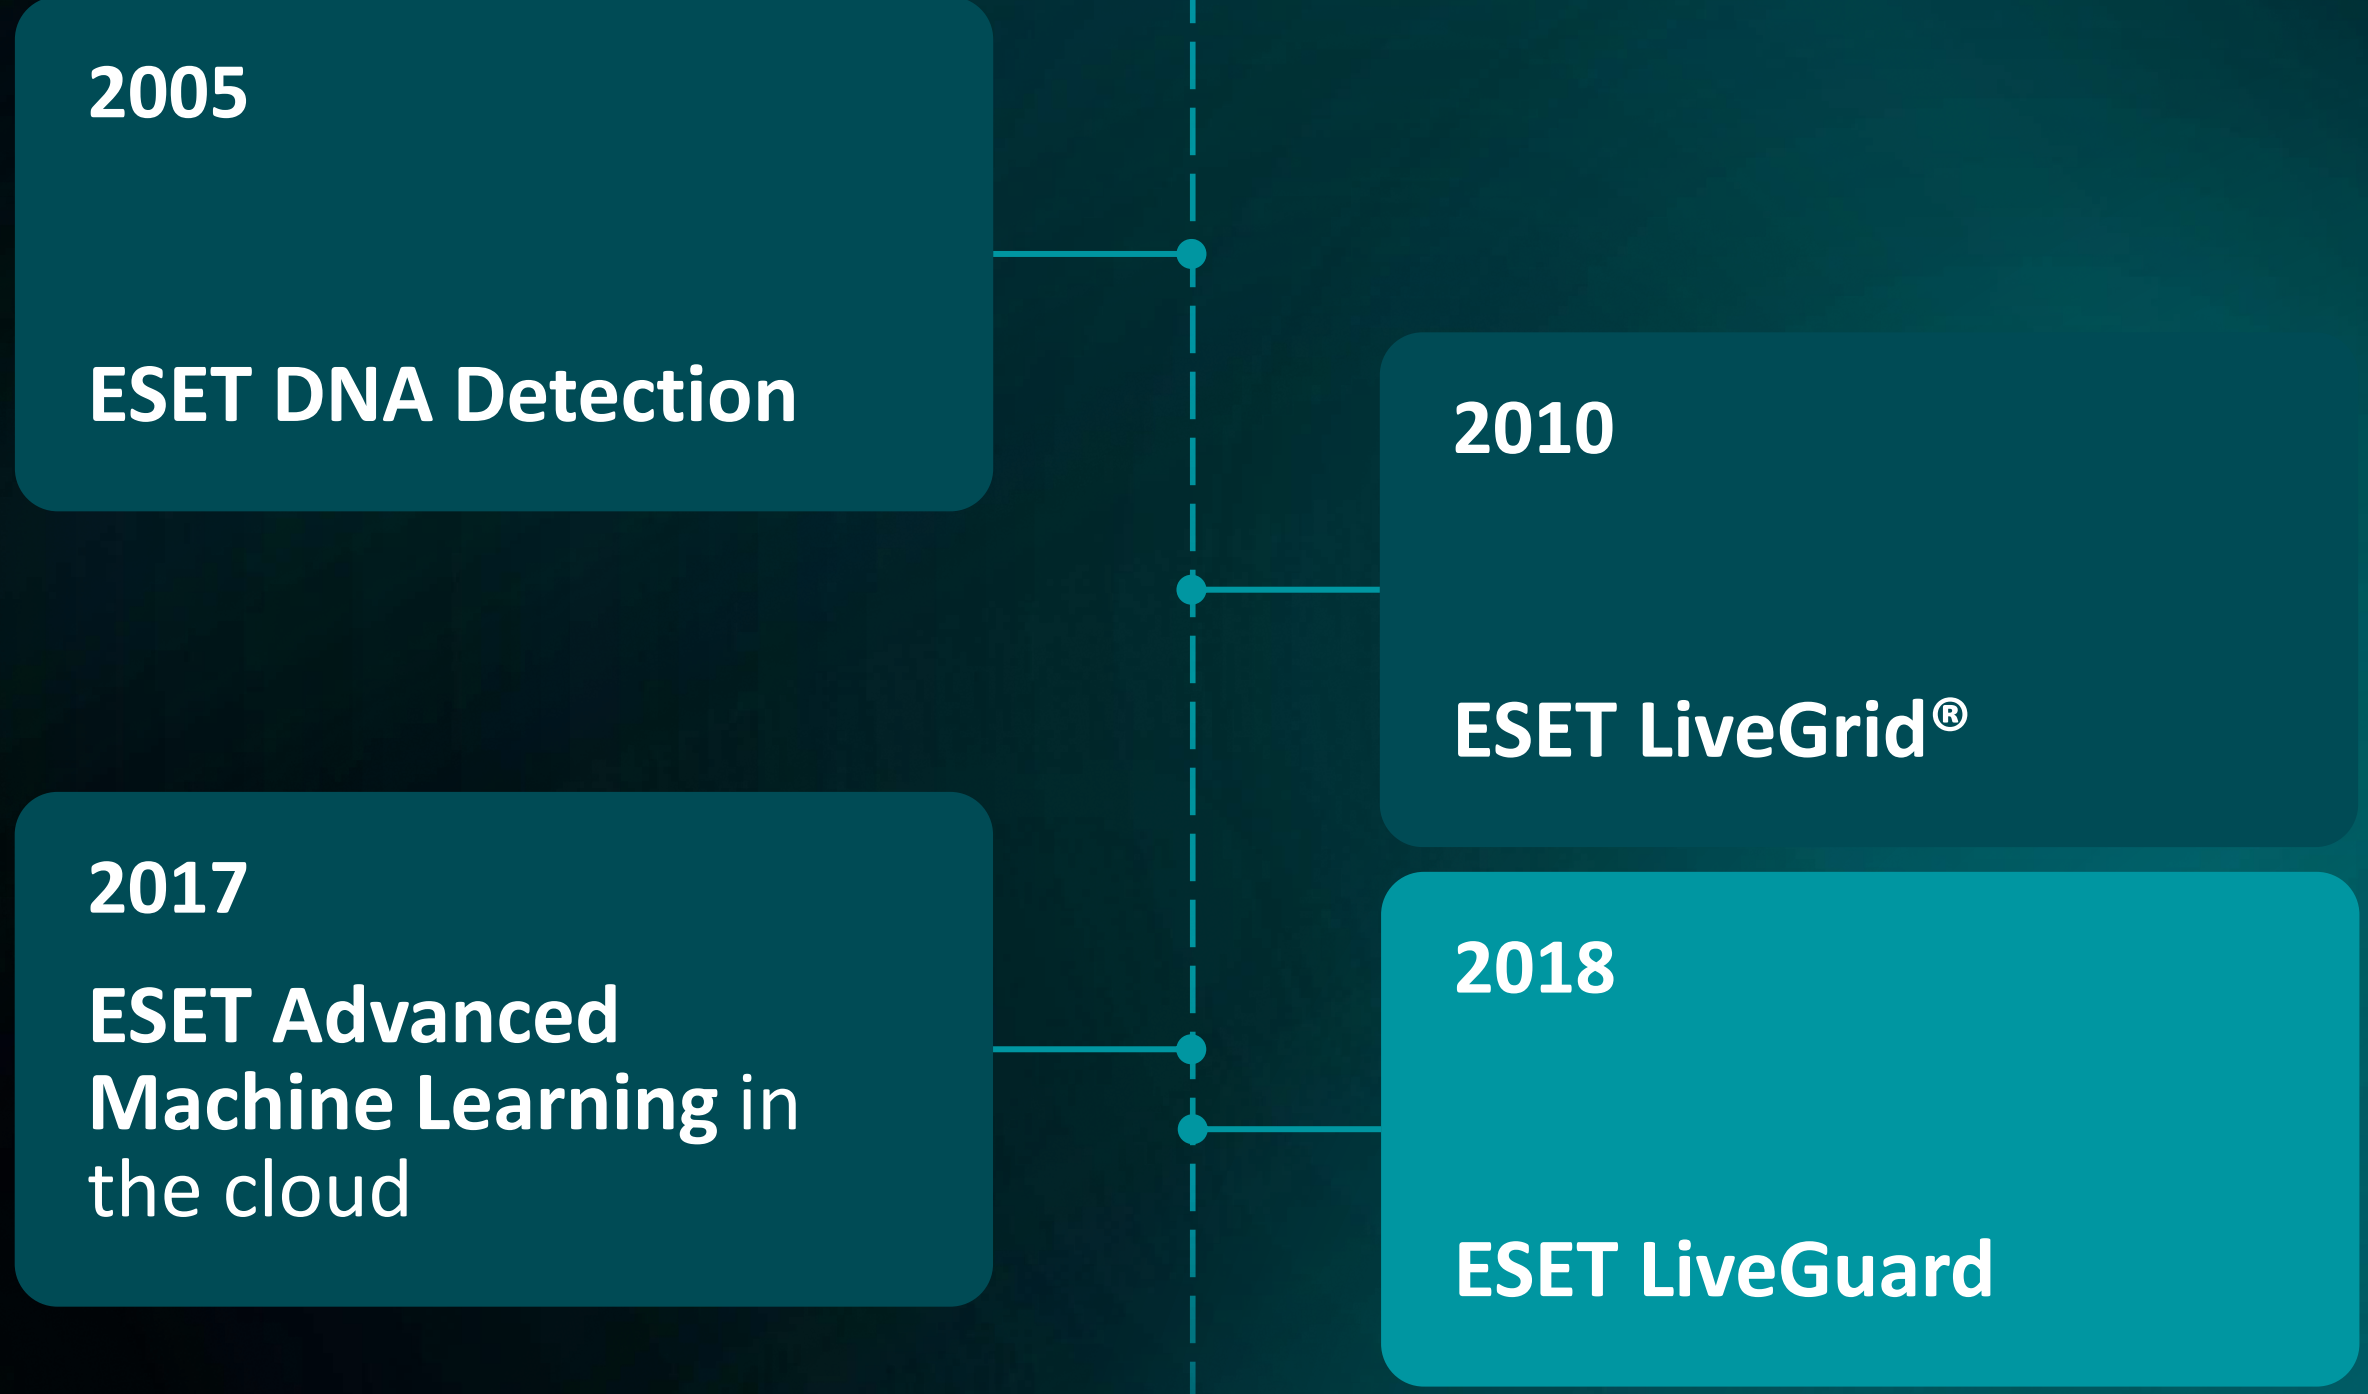 2005
ESET DNA Detection
2010
ESET LiveGrid®
2017
ESET Advanced
Machine Learning in
the cloud
2018
ESET LiveGuard